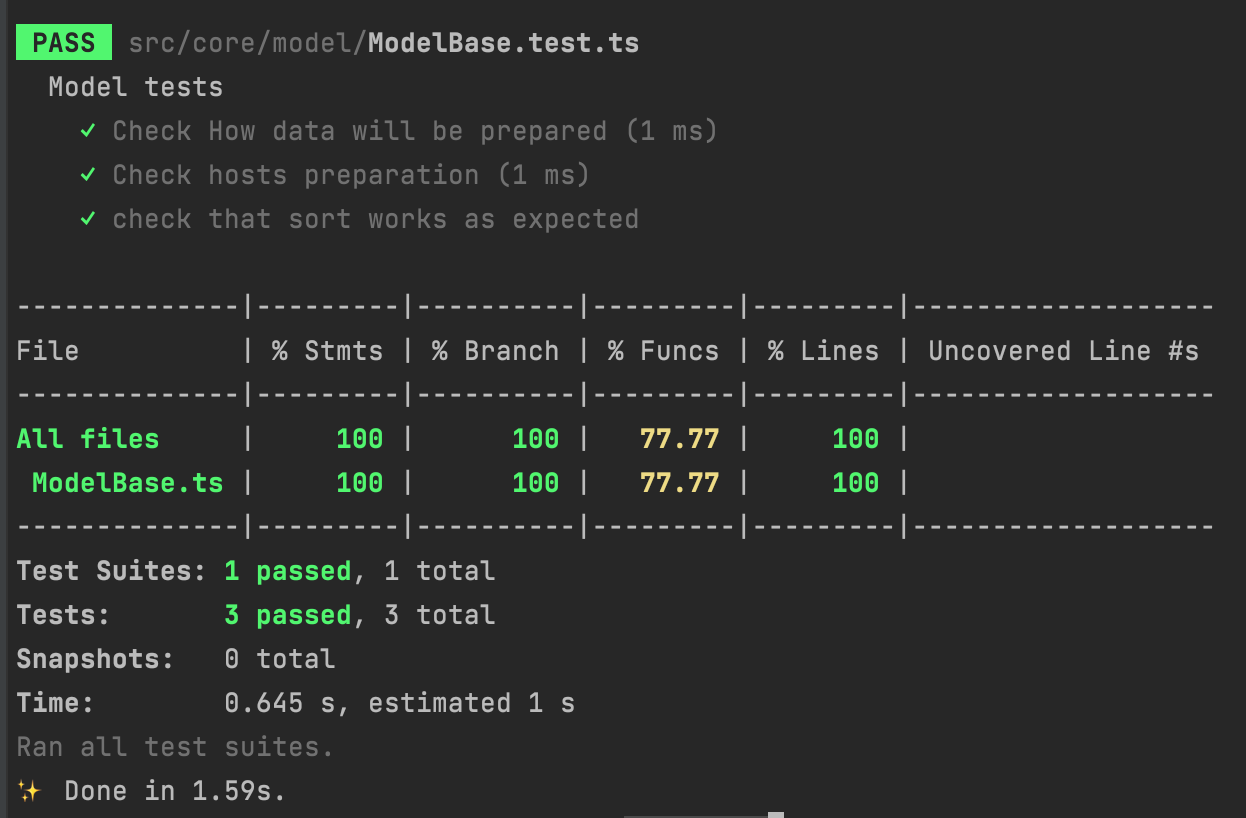 PASS src/core/model/ModelBase.test.ts
Model tests
✓ Check How data will be prepared (1 ms)
✓ Check hosts preparation (1 ms)
✓ check that sort works as expected
--------------|---------|----------|---------|---------|-------------------
File | % Stmts | % Branch | % Funcs | % Lines | Uncovered Line #s
--------------|---------|----------|---------|---------|-------------------
All files | 100 | 100 | 77.77 | 100 |
ModelBase.ts | 100 | 100 | 77.77 | 100 |
--------------|---------|----------|---------|---------|-------------------
Test Suites: 1 passed, 1 total
Tests: 3 passed, 3 total
Snapshots: 0 total
Time: 0.645 s, estimated 1 s
Ran all test suites.
✨ Done in 1.59s.